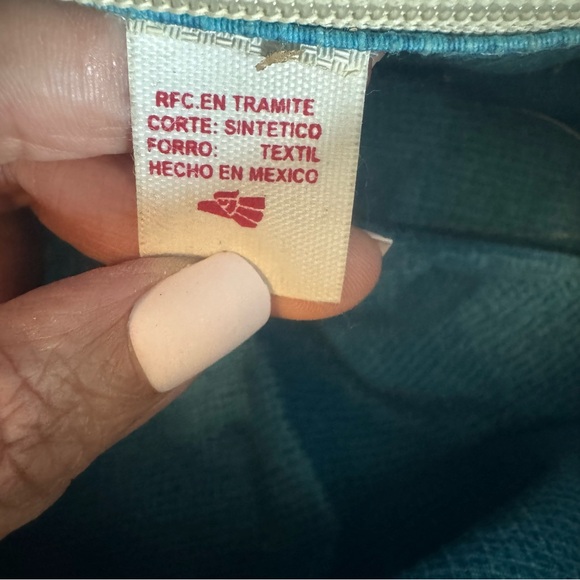 RFC.EN TRAMITE
CORTE: SINTETICO
FORRO: TEXTIL
HECHO EN MEXICO